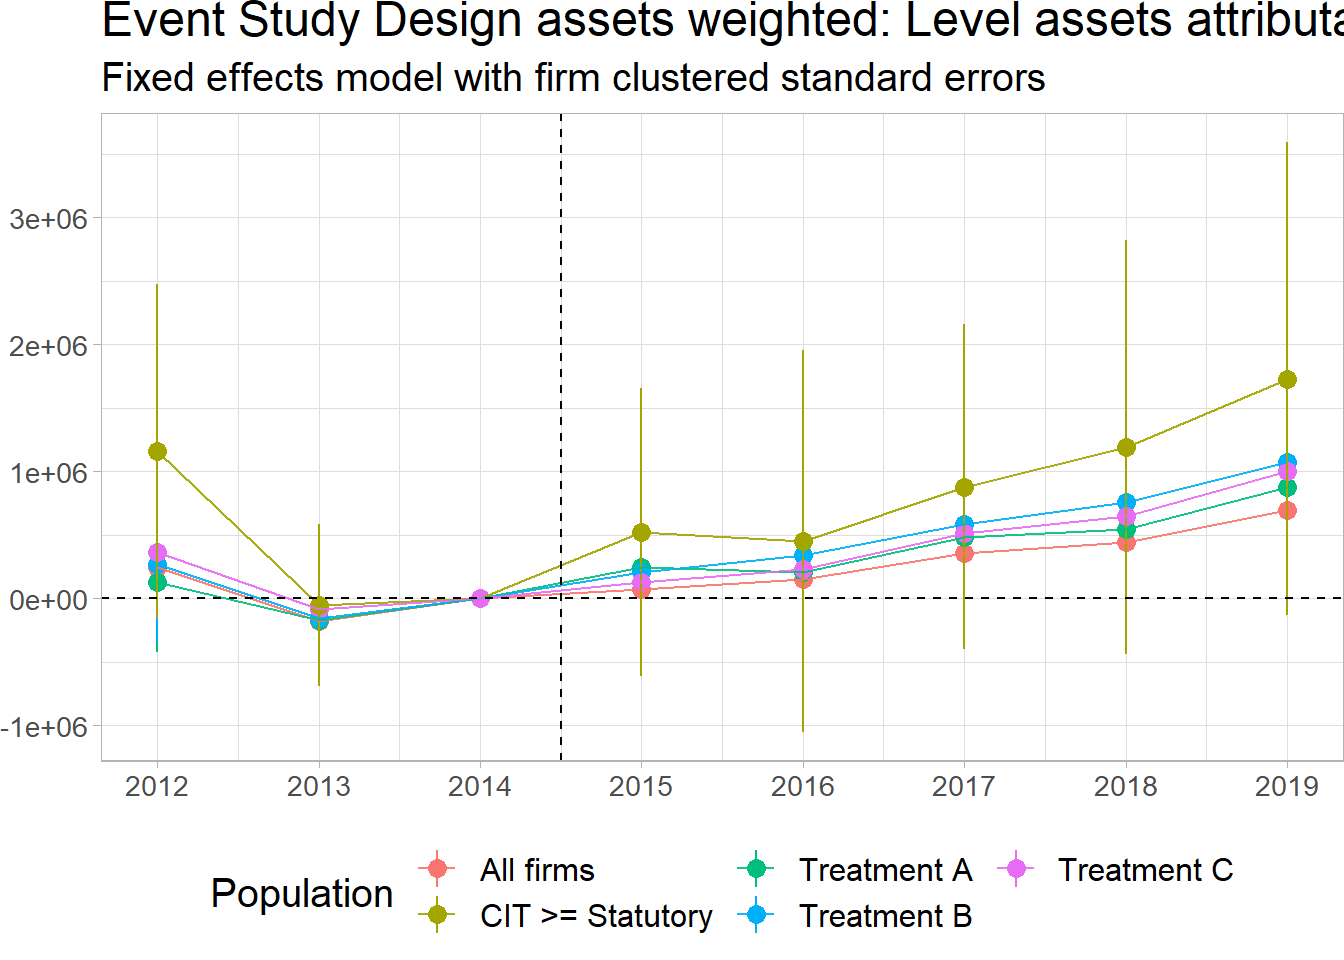 Event Study Design assets weighted: Level assets
Fixed effects model with firm clustered standard errors
3e+06
2e+06
1e+06
0e+00
-1e+06
2012 2013 2014 2015 2016 2017 2018 2019
Population
All firms
CIT >= Statutory
Treatment A
Treatment B
Treatment C